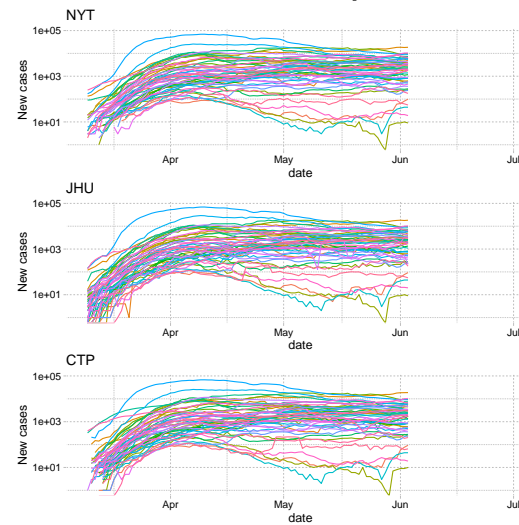 NYT
1e+05
1e+03
1e+01
New cases
Apr
May
Jun
Jul
date
JHU
1e+05
1e+03
1e+01
New cases
Apr
May
Jun
Jul
date
CTP
1e+05
1e+03
1e+01
New cases
Apr
May
Jun
Jul
date